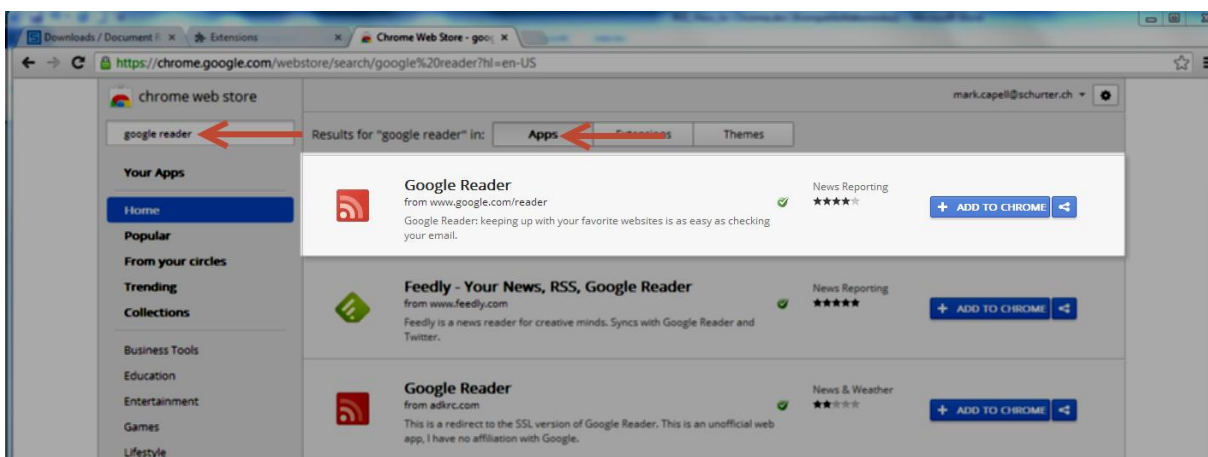 Downloads / Document R
Extensions
Chrome Web Store - goog
https://chrome.google.com/webstore/search/google%20reader?hl=en-US
chrome web store
mark.capell@schurter.ch
google reader
Results for "google reader" in:
Apps
Extensions
Themes
Your Apps
Home
Popular
From your circles
Trending
Collections
Business Tools
Education
Entertainment
Games
Lifestyle
Google Reader
from www.google.com/reader
Google Reader: keeping up with your favorite websites is as easy as checking
your email.
News Reporting
ADD TO CHROME
Feedly - Your News, RSS, Google Reader
from www.feedly.com
Feedly is a news reader for creative minds. Syncs with Google Reader and
Twitter.
News Reporting
ADD TO CHROME
Google Reader
from adkrc.com
This is a redirect to the SSL version of Google Reader. This is an unofficial web
app, I have no affiliation with Google.
News & Weather
ADD TO CHROME